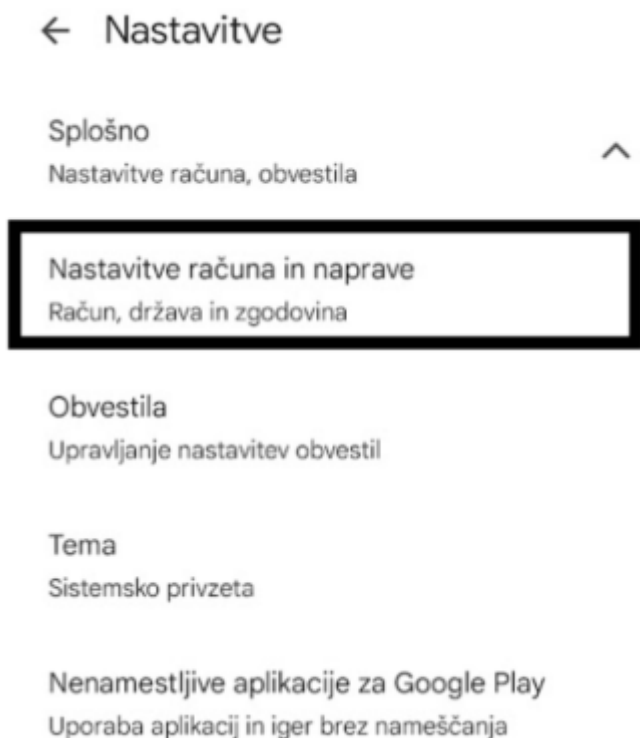 Nastavitve
Splošno
Nastavitve računa, obvestila
Nastavitve računa in naprave
Račun, država in zgodovina
Obvestila
Upravljanje nastavitev obvestil
Tema
Sistemsko privzeta
Nenamestljive aplikacije za Google Play
Uporaba aplikacij in iger brez nameščanja